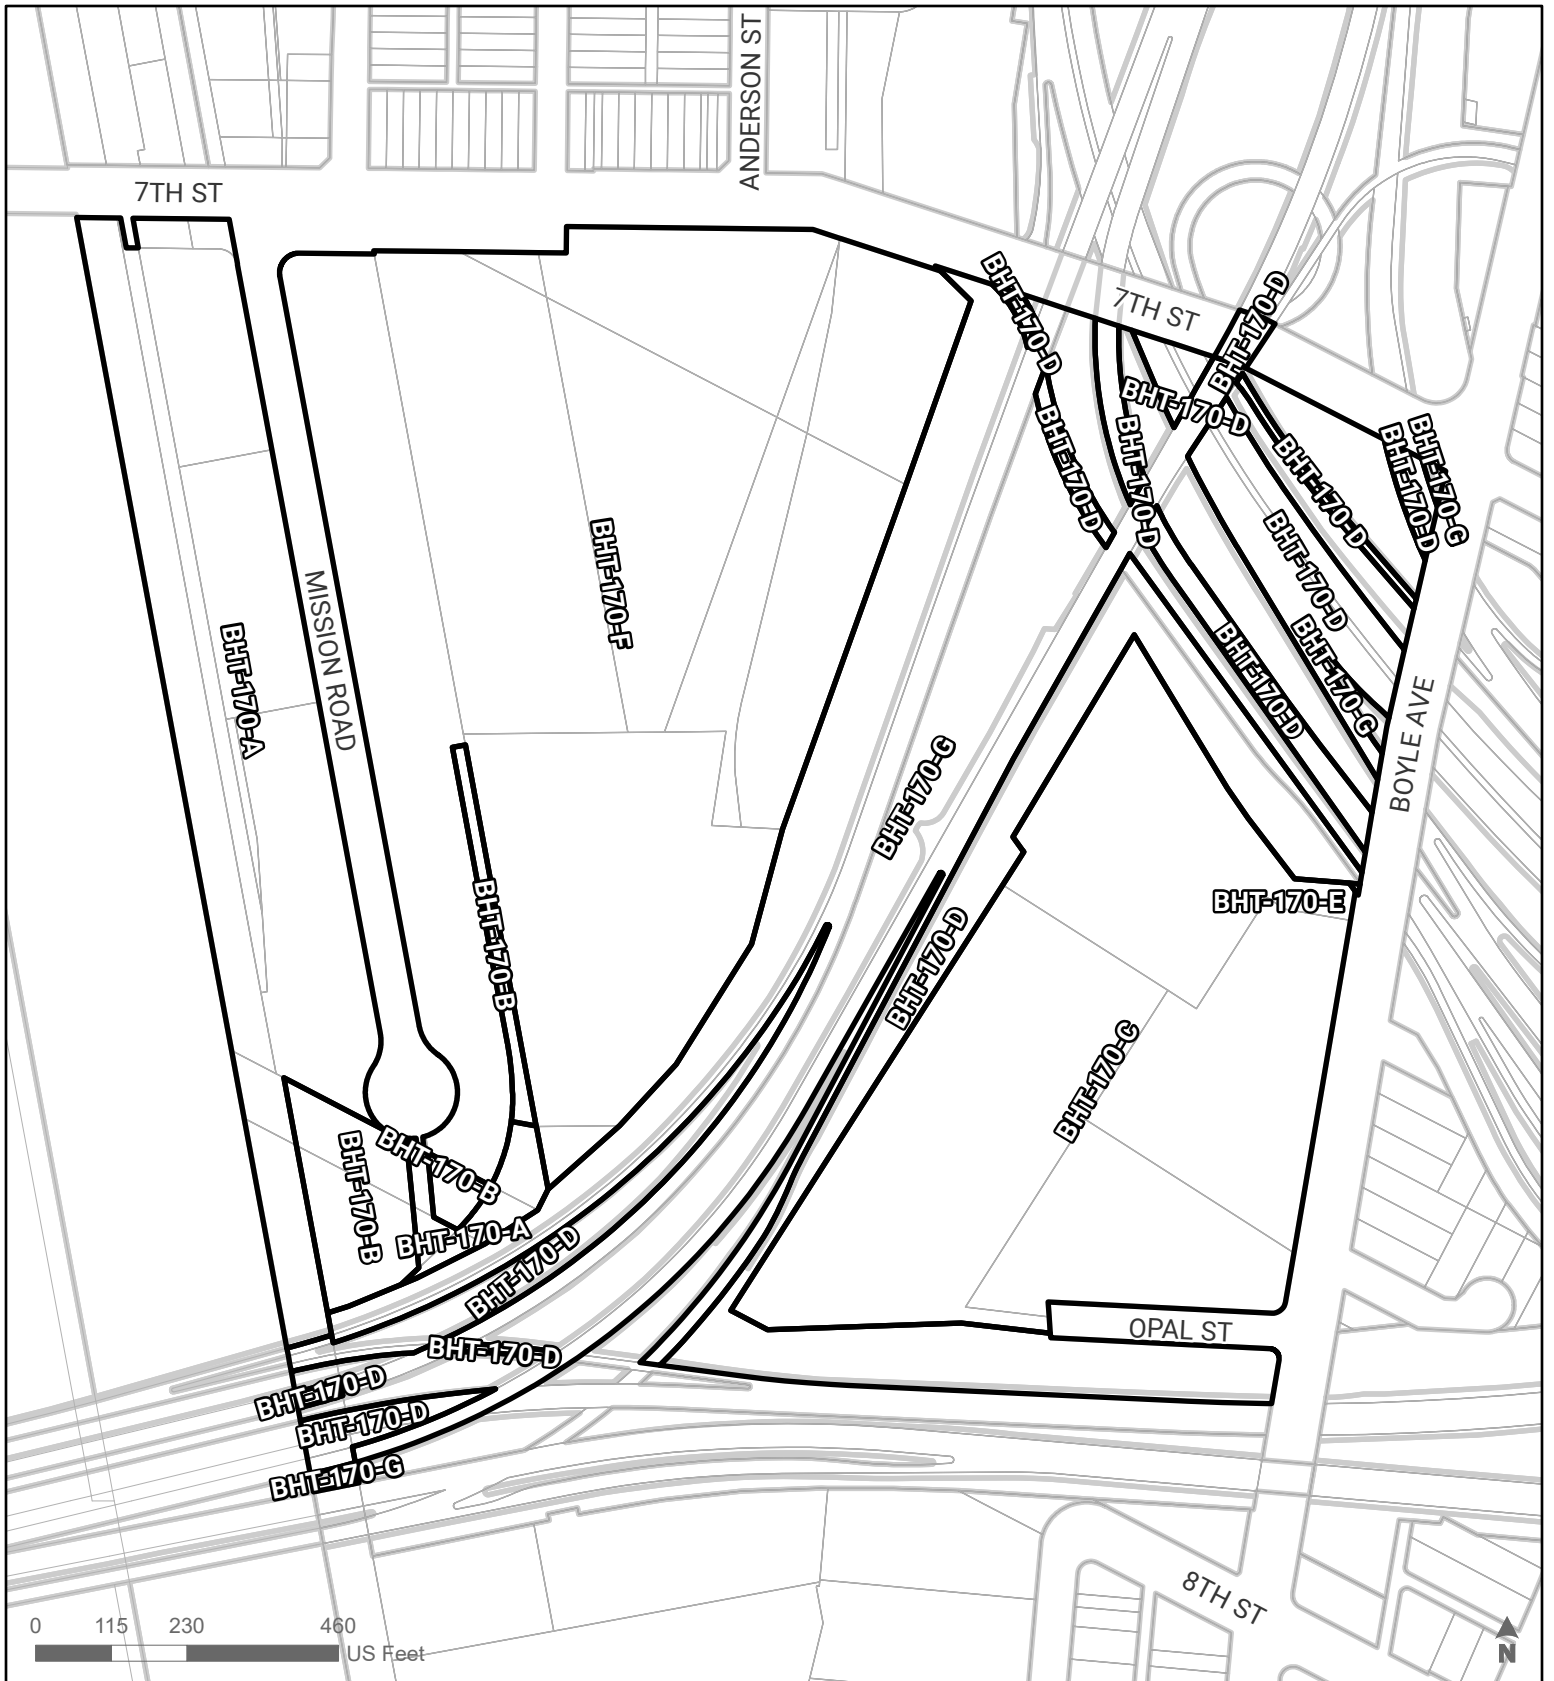 ANDERSON ST
7TH ST
7TH ST
BHT-170-D
BHT-170-D
BHT-170-D
BHT-170-D
BHT-170-D
BHT-170-D
BHT-170-D
BHT-170-G
BHT-170-D
BHT-170-F
MISSION ROAD
BHT-170-A
BHT-170-G
BHT-170-D
BOYLE AVE
BHT-170-G
BHT-170-E
BHT-170-B
BHT-170-D
BHT-170-C
BHT-170-B
BHT-170-B
BHT-170-A
BHT-170-D
OPAL ST
BHT-170-D
BHT-170-D
BHT-170-D
BHT-170-G
8TH ST
0 115 230 460
US Feet
N